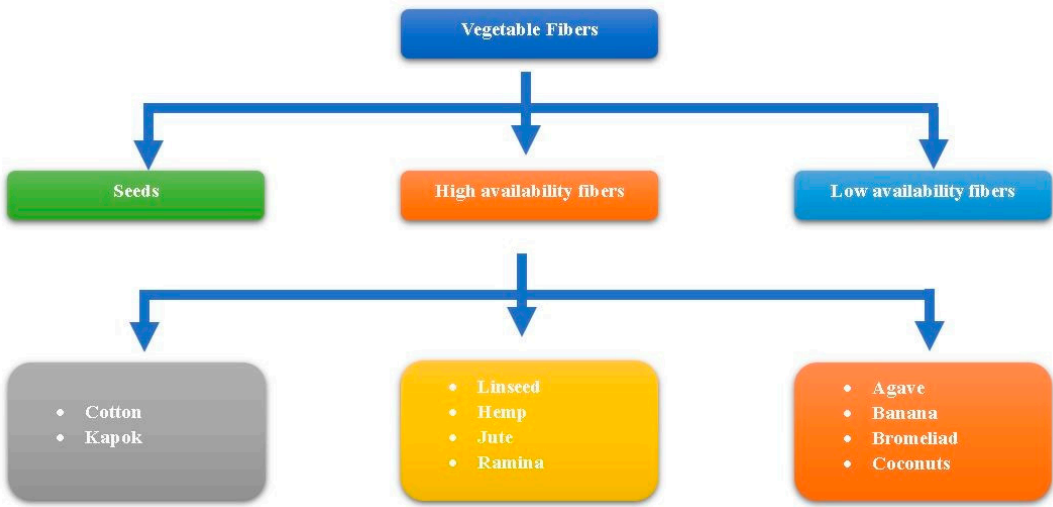 Vegetable Fibers
Seeds
High availability fibers
Low availability fibers
• Cotton
• Kapok
• Linseed
• Hemp
• Jute
• Ramina
• Agave
• Banana
• Bromeliad
• Coconuts